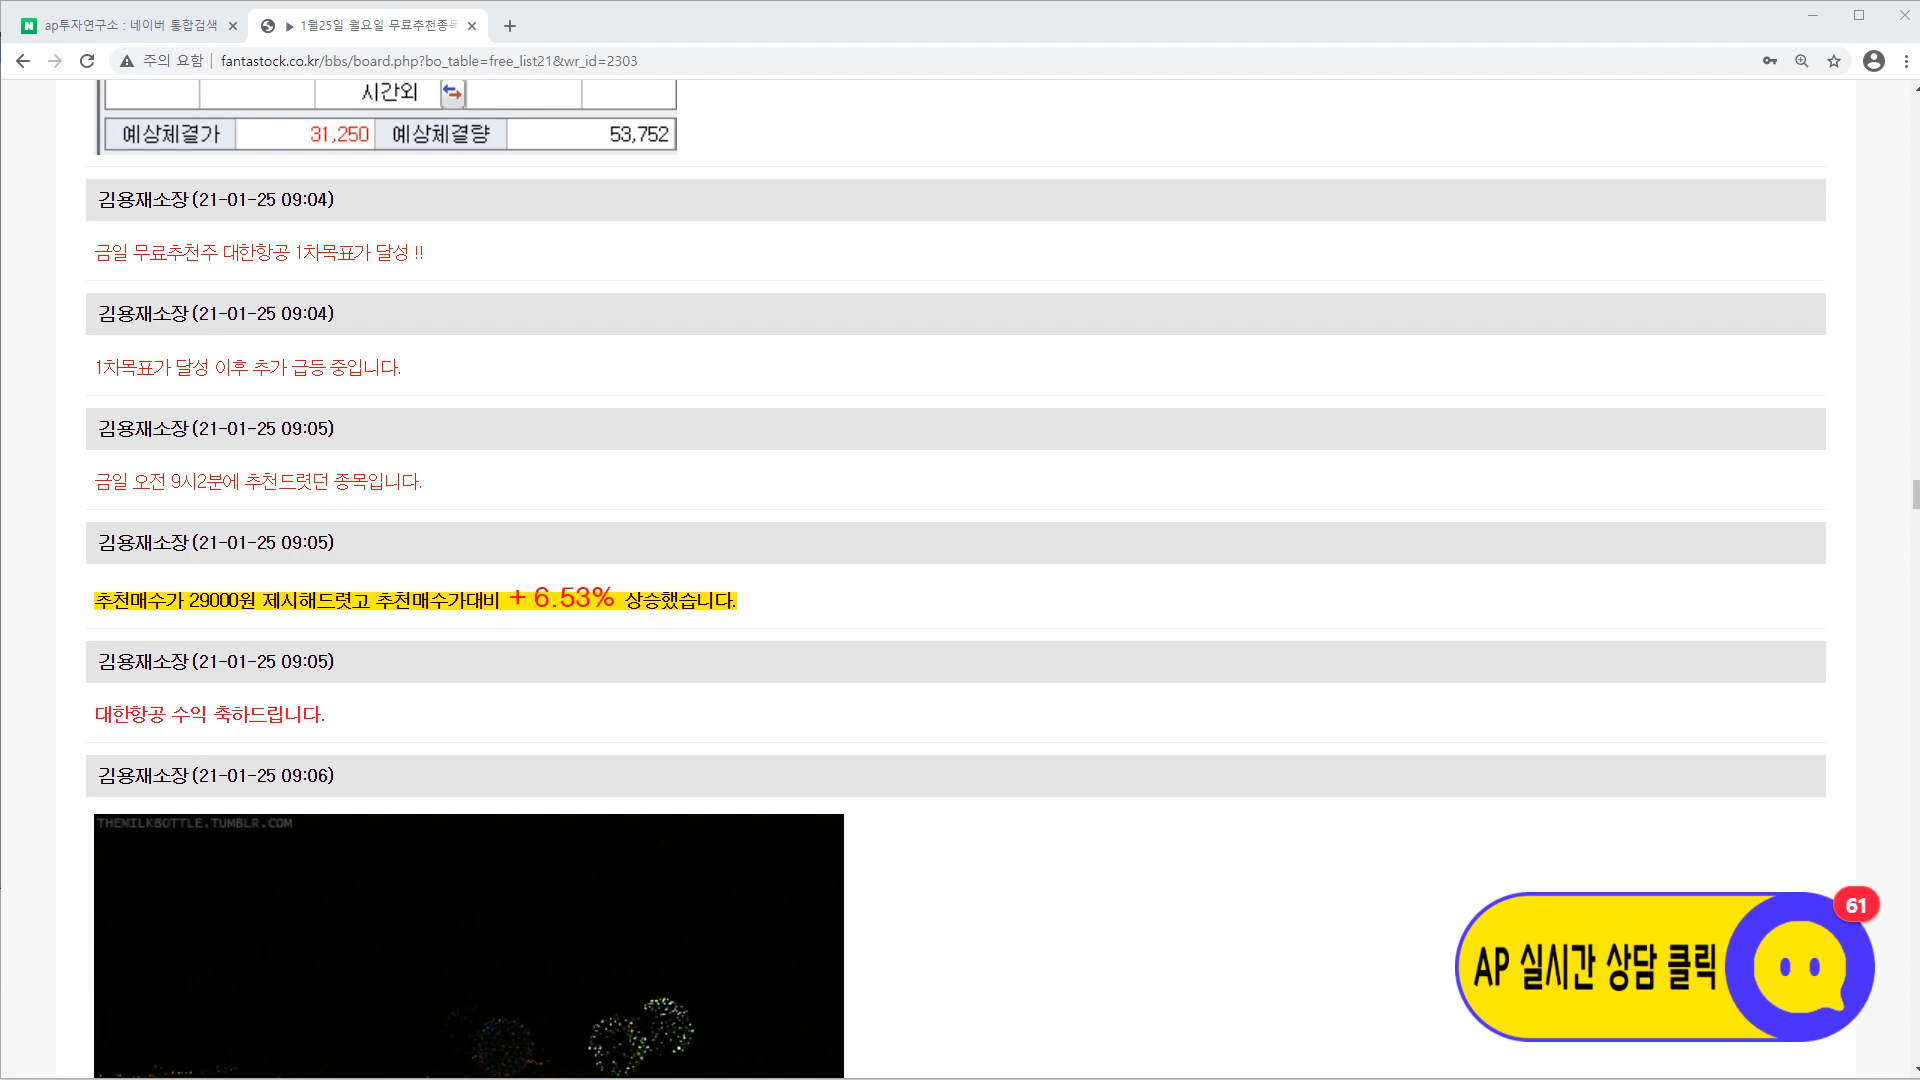 ap투자연구소 : 네이버 통합검색
▶ 1월25일 월요일 무료추천종목
주의 요함 | fantastock.co.kr/bbs/board.php?bo_table=free_list21&wr_id=2303
시간외
예상체결가 31,250 예상체결량 53,752
김용재소장 (21-01-25 09:04)
금일 무료추천주 대한항공 1차목표가 달성 !!
김용재소장 (21-01-25 09:04)
1차목표가 달성 이후 추가 급등 중입니다.
김용재소장 (21-01-25 09:05)
금일 오전 9시2분에 추천드렷던 종목입니다.
김용재소장 (21-01-25 09:05)
추천매수가 29000원 제시해드렷고 추천매수가대비 + 6.53% 상승했습니다.
김용재소장 (21-01-25 09:05)
대한항공 수익 축하드립니다.
김용재소장 (21-01-25 09:06)
THEMILKBOTTLE.TUMBLR.COM
61
AP 실시간 상담 클릭